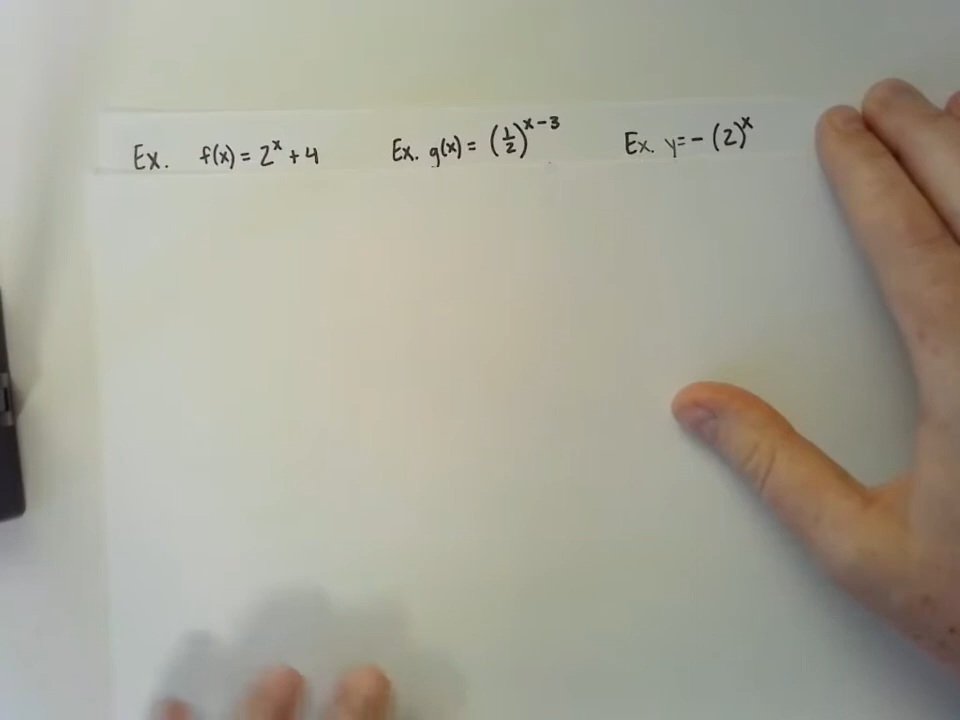 Ex. f(x) = 2^x + 4
Ex. g(x) = (1/2)^(x-3)
Ex. y = -(2)^x